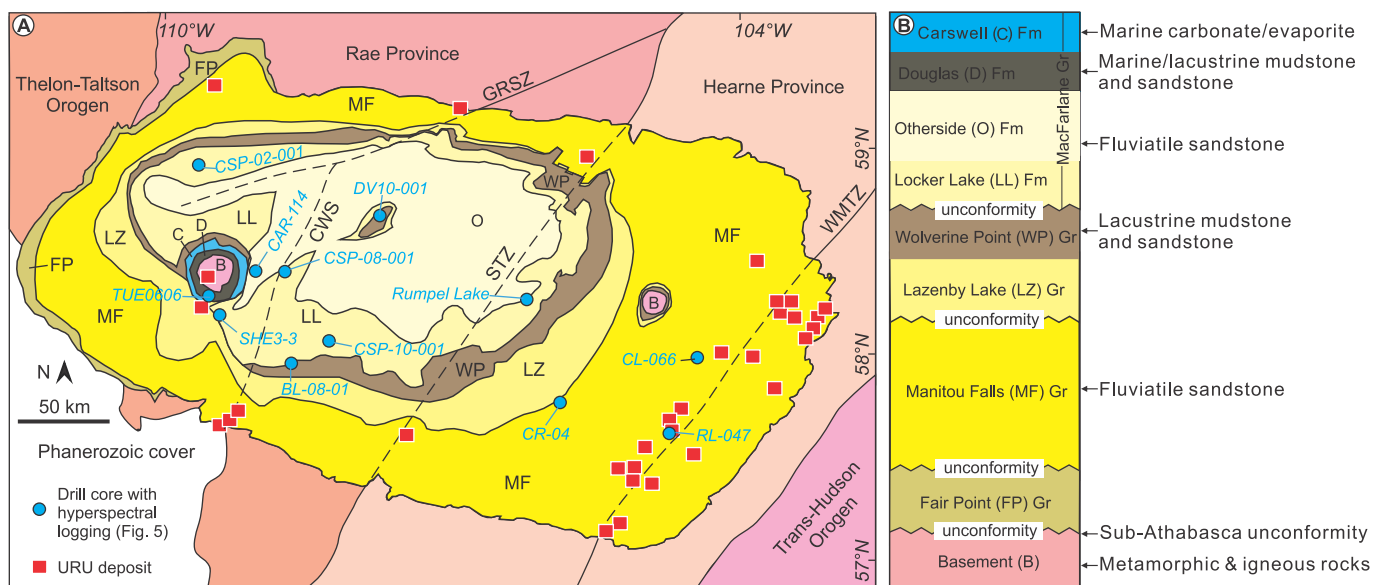 A
110°W
104°W
Rae Province
Thelon-Taltson
Orogen
FP
MF
GRSZ
Hearne Province
59°N
CSP-02-001
WP
DV10-001
WMTZ
LL
CAR-114
CWS
O
LZ
C
D
MF
FP
B
CSP-08-001
STZ
TUE0606
Rumpel Lake
B
MF
SHE3-3
LL
CSP-10-001
CL-066
58°N
N
WP
LZ
50 km
BL-08-01
CR-04
RL-047
Phanerozoic cover
MF
Drill core with
hyperspectral
logging (Fig. 5)
URU deposit
Trans-Hudson
Orogen
57°N
B
Carswell (C) Fm
Marine carbonate/evaporite
Douglas (D) Fm
Marine/lacustrine mudstone
and sandstone
MacFarlane Gr
Otherside (O) Fm
Fluviatile sandstone
Locker Lake (LL) Fm
unconformity
Wolverine Point (WP) Gr
Lacustrine mudstone
and sandstone
Lazenby Lake (LZ) Gr
unconformity
Manitou Falls (MF) Gr
Fluviatile sandstone
unconformity
Fair Point (FP) Gr
unconformity
Sub-Athabasca unconformity
Basement (B)
Metamorphic & igneous rocks